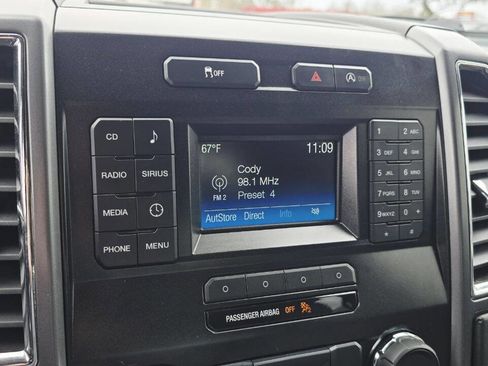 OFF
67°F 11:09
Cody
98.1 MHz
FM 2 Preset 4
AutStore Direct Info
CD
RADIO SIRIUS
MEDIA
PHONE MENU
1 2 ABC
3 DEF 4 GHI
5 JKL 6 MNO
7 PQRS 8 TUV
9 WXYZ 0 +
* #
PASSENGER AIRBAG OFF